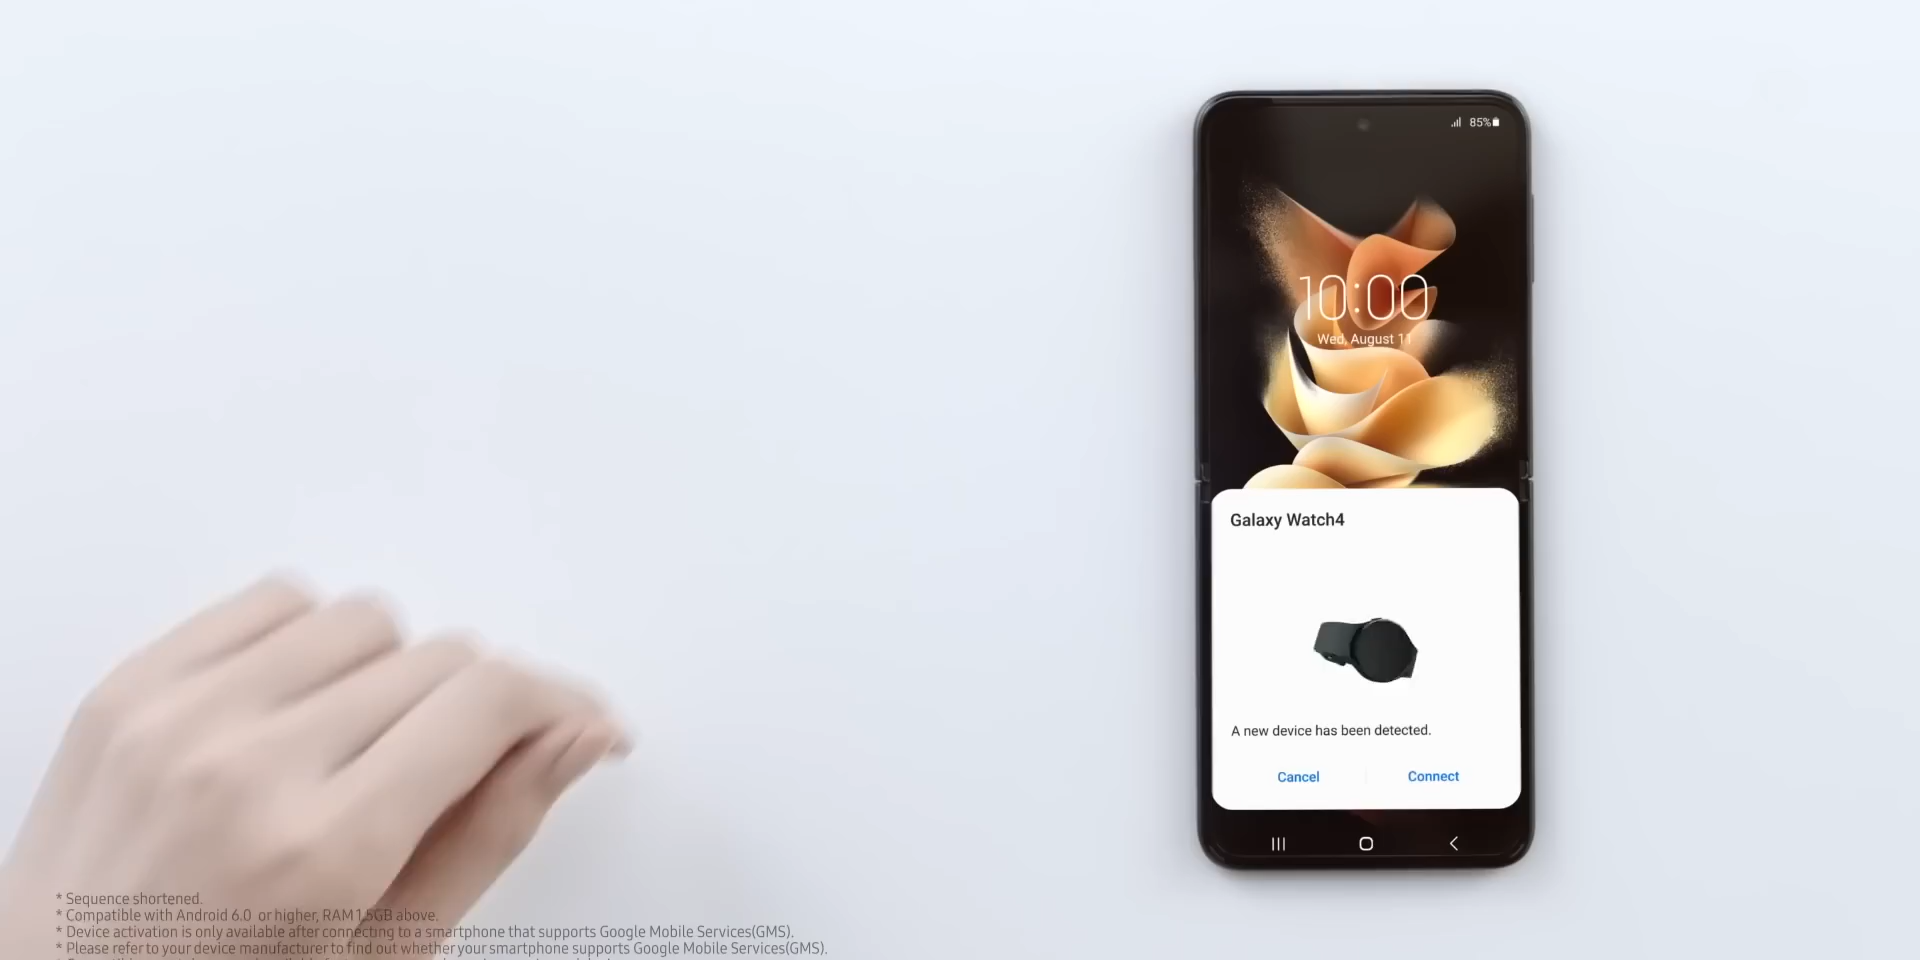 85%
10:00
Wed, August 11
Galaxy Watch4
A new device has been detected.
Cancel
Connect
* Sequence shortened.
* Compatible with Android 6.0 or higher, RAM 1.5GB above.
* Device activation is only available after connecting to a smartphone that supports Google Mobile Services(GMS).
* Please refer to your device manufacturer to find out whether your smartphone supports Google Mobile Services(GMS).